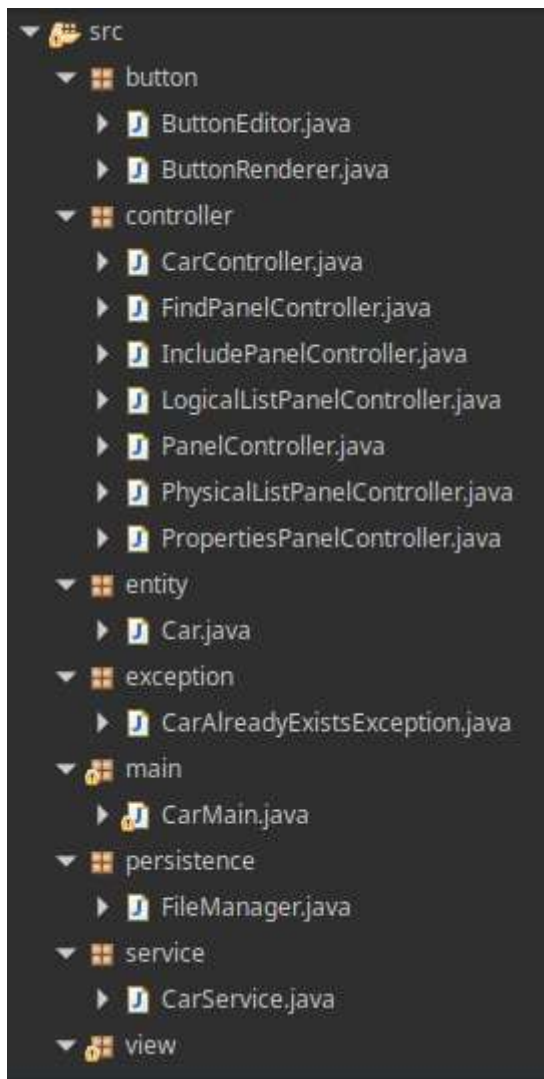 src
button
ButtonEditor.java
ButtonRenderer.java
controller
CarController.java
FindPanelController.java
IncludePanelController.java
LogicalListPanelController.java
PanelController.java
PhysicalListPanelController.java
PropertiesPanelController.java
entity
Car.java
exception
CarAlreadyExistsException.java
main
CarMain.java
persistence
FileManager.java
service
CarService.java
view